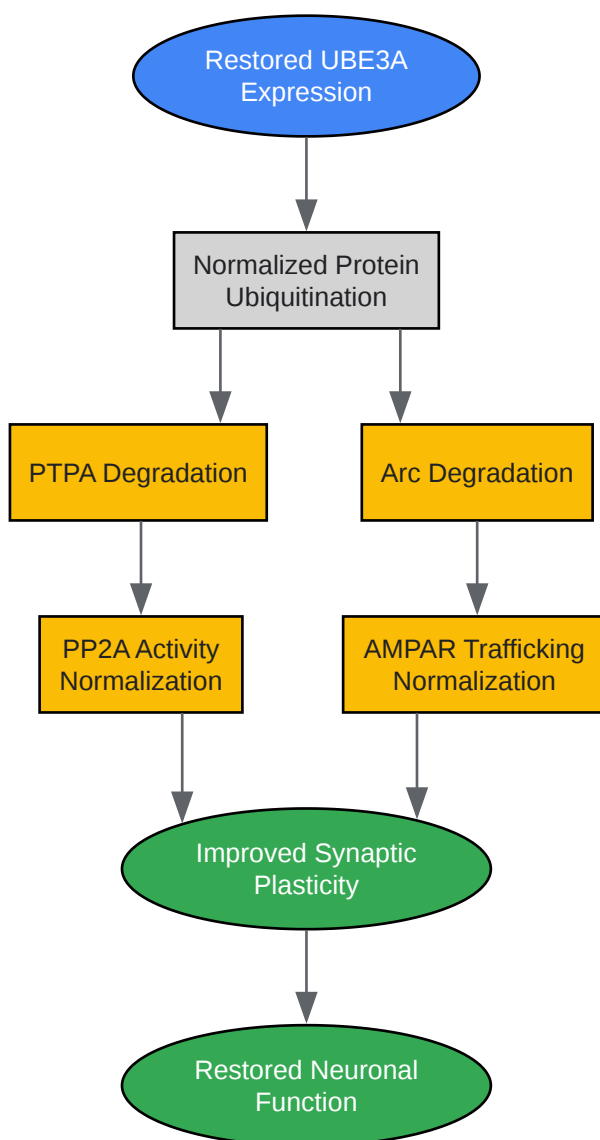 Restored UBE3A
Expression
Normalized Protein
Ubiquitination
PTPA Degradation
Arc Degradation
PP2A Activity
Normalization
AMPAR Trafficking
Normalization
Improved Synaptic
Plasticity
Restored Neuronal
Function